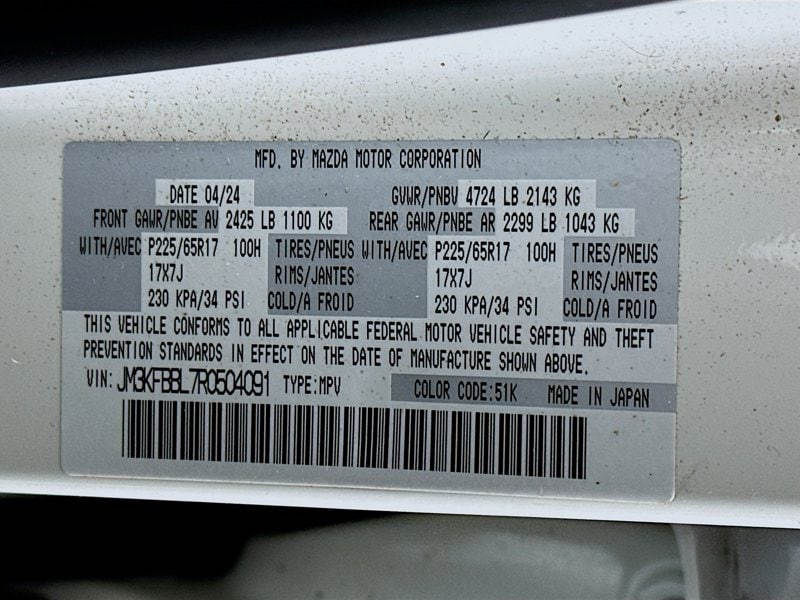 MFD. BY MAZDA MOTOR CORPORATION
DATE 04/24 GVWR/PNBV 4724 LB 2143 KG
FRONT GAWR/PNBE AV 2425 LB 1100 KG REAR GAWR/PNBE AR 2299 LB 1043 KG
WITH/AVEC P225/65R17 100H TIRES/PNEUS WITH/AVEC P225/65R17 100H TIRES/PNEUS
17X7J RIMS/JANTES 17X7J RIMS/JANTES
230 KPA/34 PSI COLD/A FROID 230 KPA/34 PSI COLD/A FROID
THIS VEHICLE CONFORMS TO ALL APPLICABLE FEDERAL MOTOR VEHICLE SAFETY AND THEFT
PREVENTION STANDARDS IN EFFECT ON THE DATE OF MANUFACTURE SHOWN ABOVE.
VIN: JM3KFBBL7R0504091 TYPE:MPV COLOR CODE:51K MADE IN JAPAN